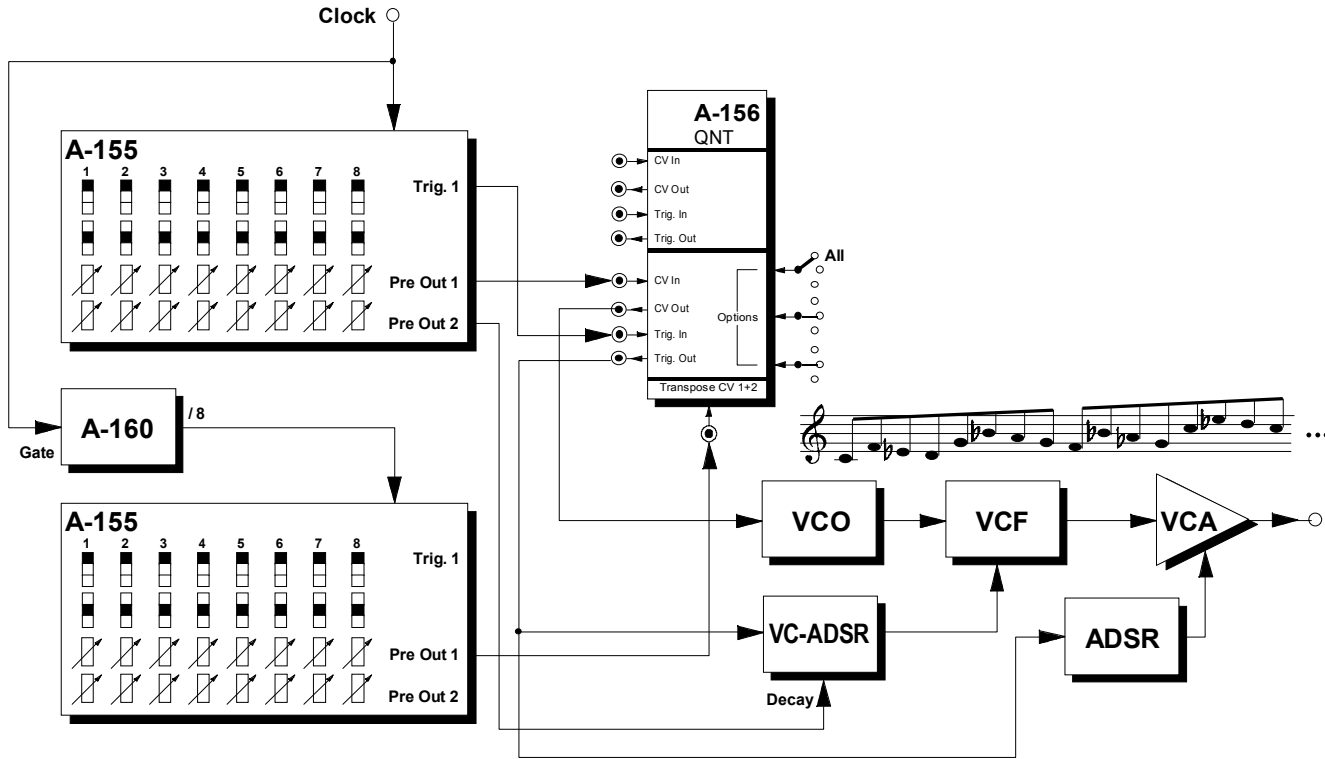 Clock
A-155
1 2 3 4 5 6 7 8
Trig. 1
Pre Out 1
Pre Out 2
A-156
QNT
CV In
CV Out
Trig. In
Trig. Out
CV In
CV Out
Trig. In
Trig. Out
Options
All
Transpose CV 1+2
A-160
/ 8
Gate
A-155
1 2 3 4 5 6 7 8
Trig. 1
Pre Out 1
Pre Out 2
...
VCO
VCF
VCA
VC-ADSR
Decay
ADSR